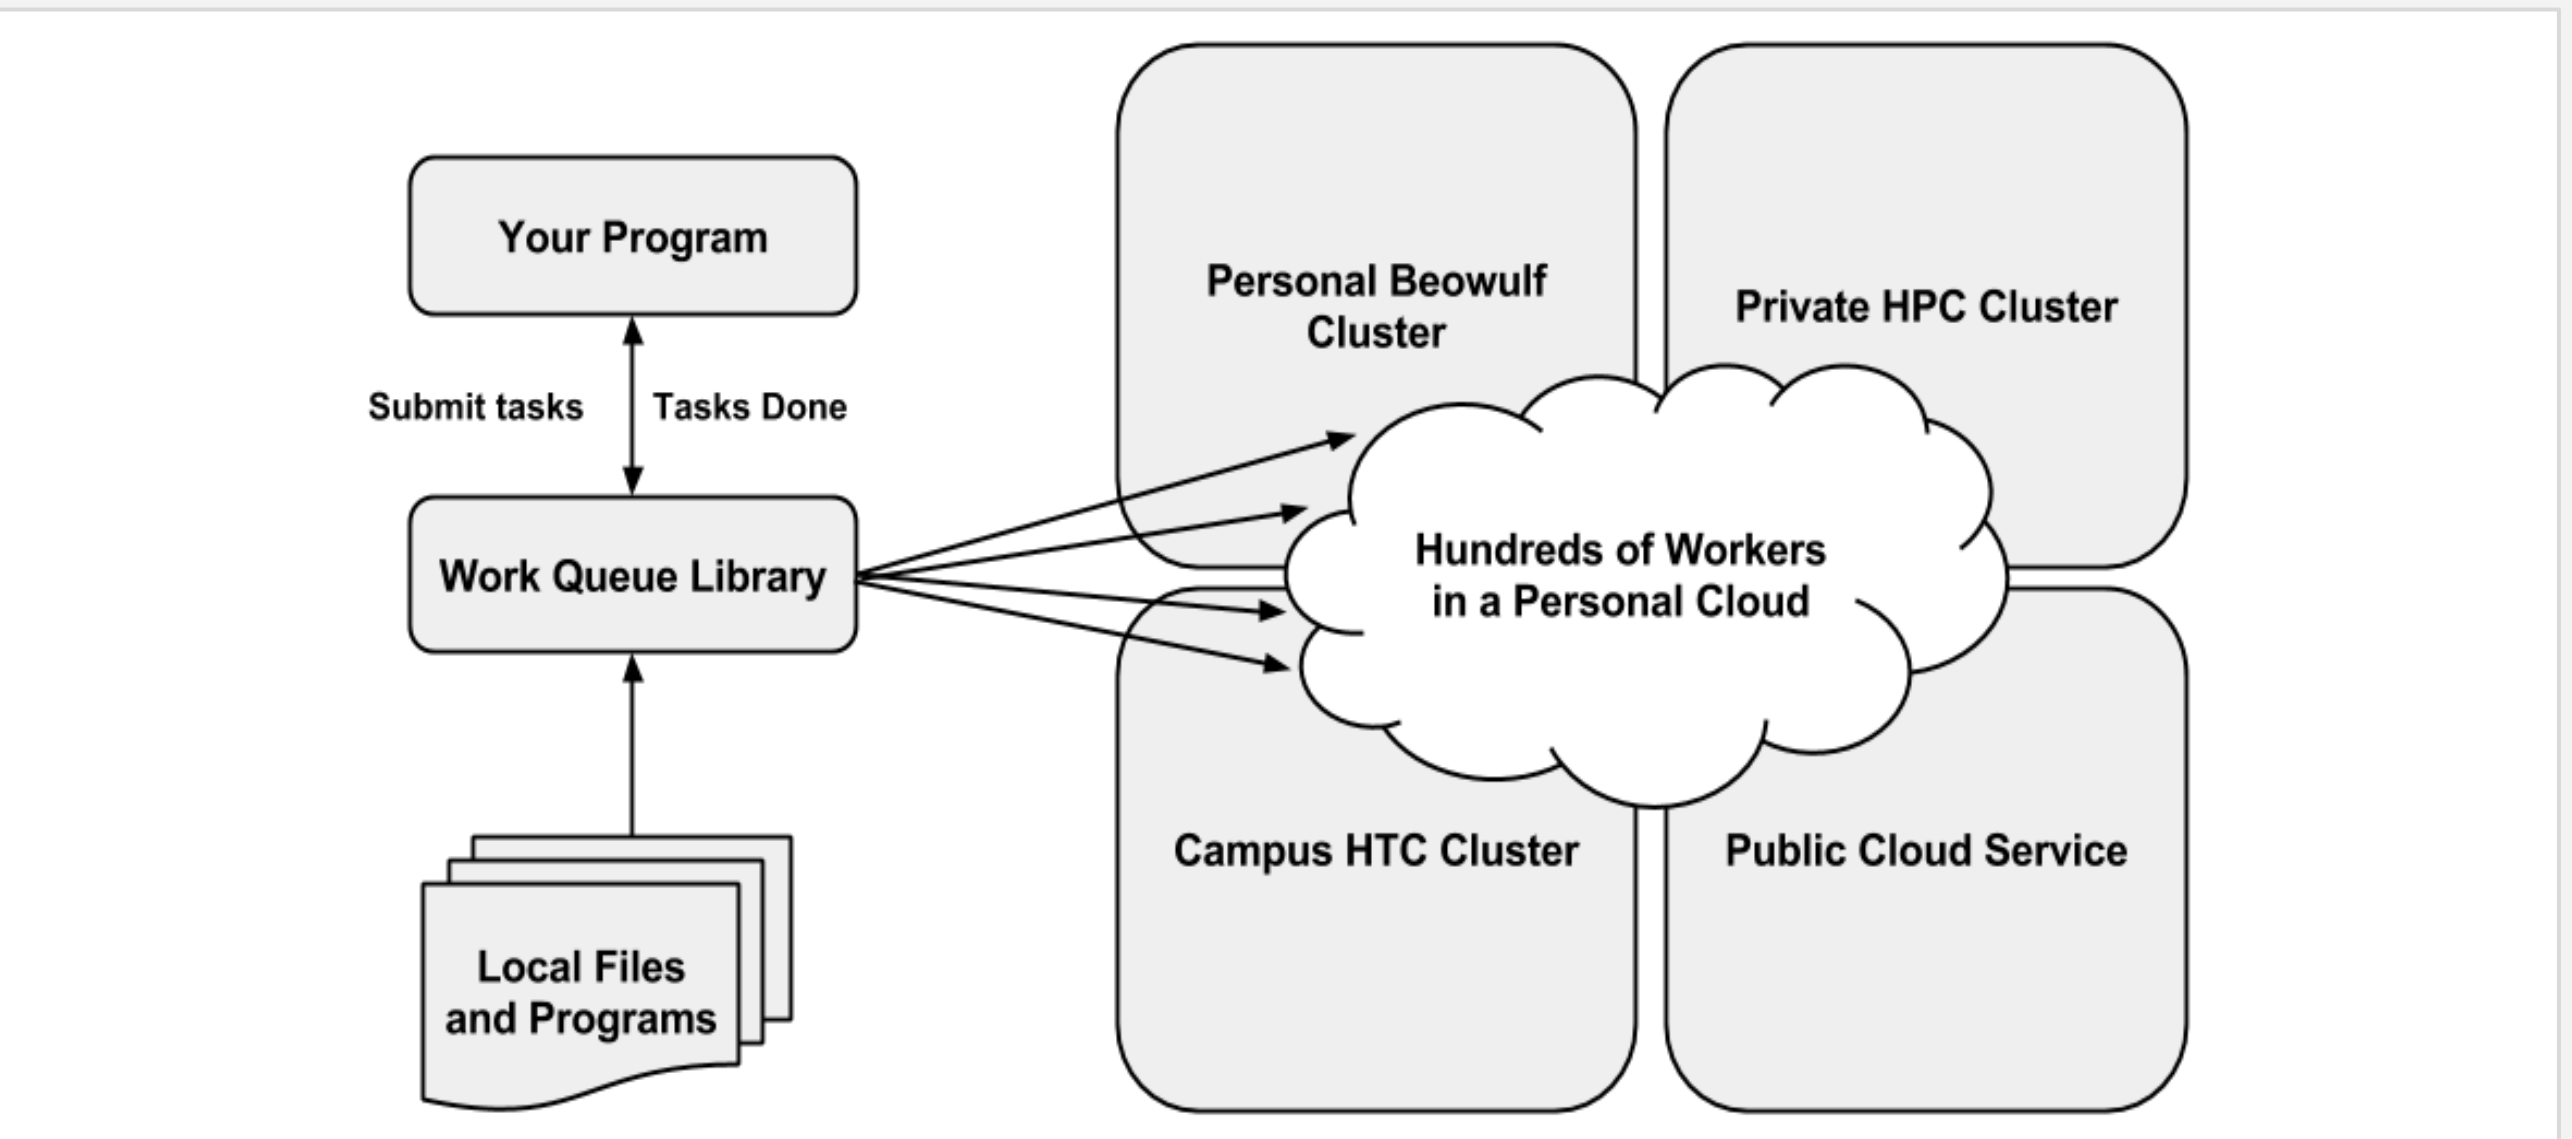 Your Program
Submit tasks
Tasks Done
Work Queue Library
Local Files
and Programs
Personal Beowulf
Cluster
Private HPC Cluster
Hundreds of Workers
in a Personal Cloud
Campus HTC Cluster
Public Cloud Service